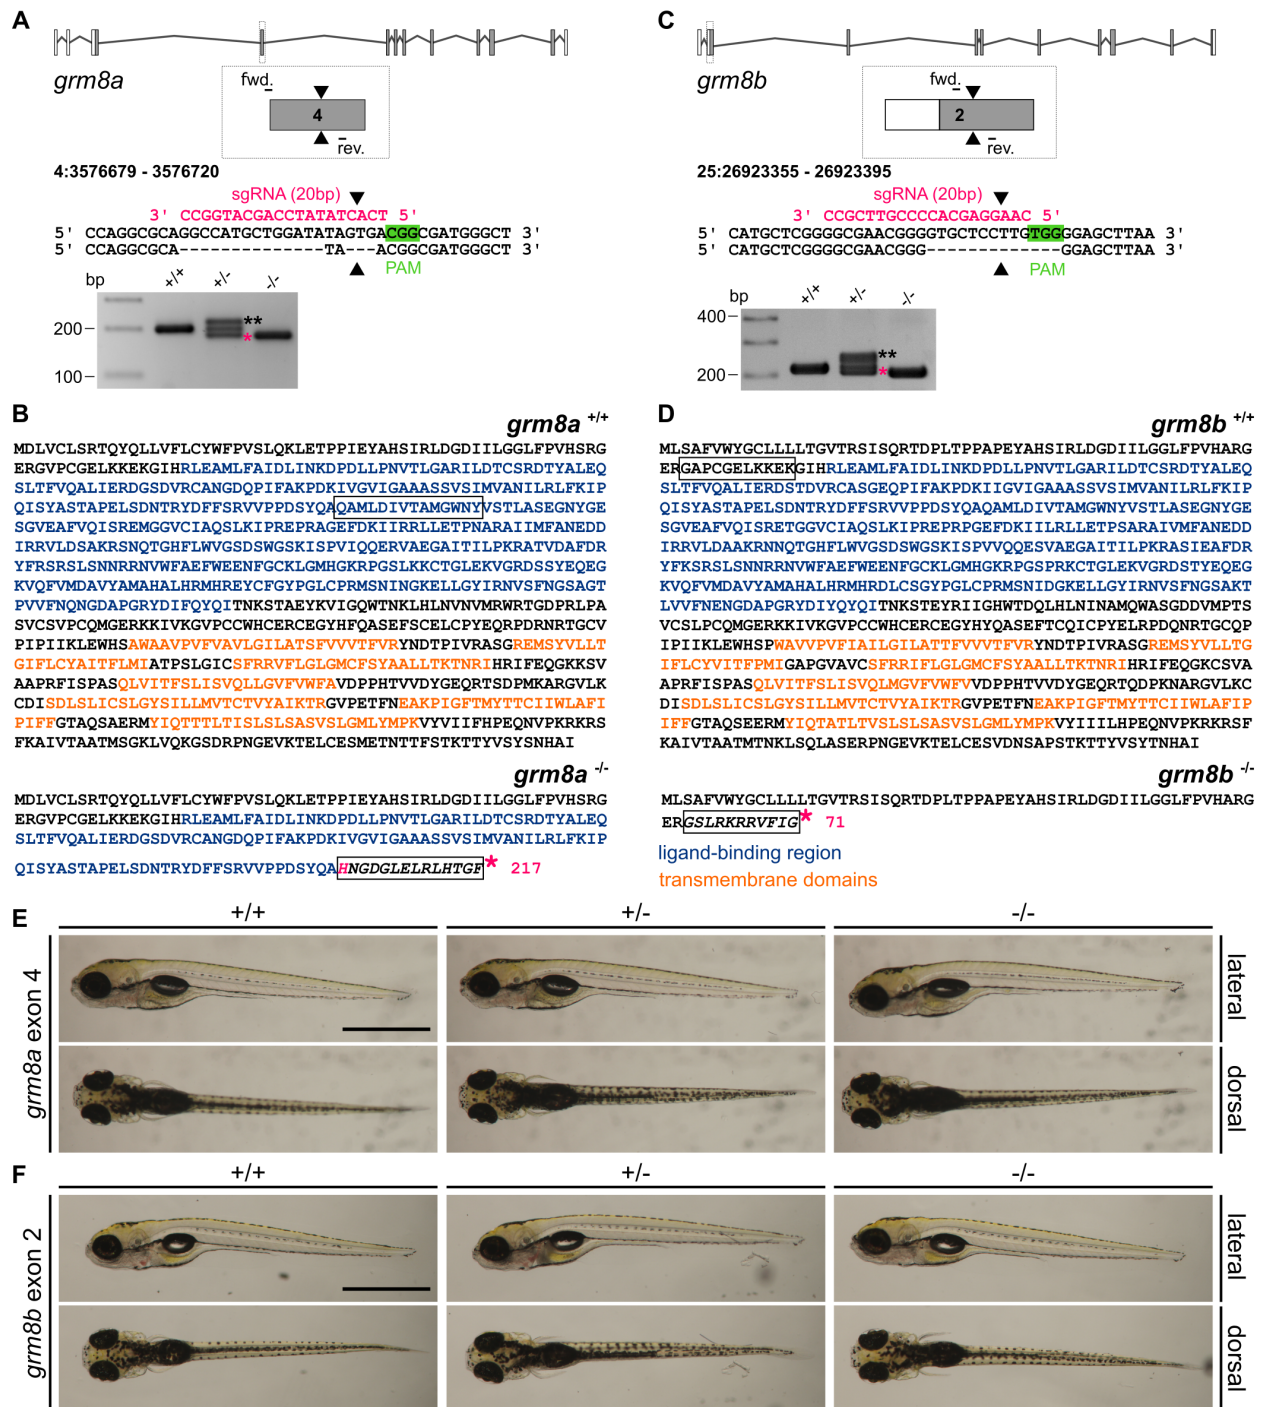 A
grm8a
fwd.
4
rev.
4:3576679 - 3576720
sgRNA (20bp)
3' CCGGTACGACCTATATCACT 5'
5' CCAGGCGCAGGCCATGCTGGATATAGTGACGGCGATGGGCT 3'
5' CCAGGCGCA---------------TA---ACGGCGATGGGCT 3'
PAM
bp
+/+ +/- -/-
200
**
*
100
C
grm8b
fwd.
2
rev.
25:26923355 - 26923395
sgRNA (20bp)
3' CCGCTTGCCCCACGAGGAAC 5'
5' CATGCTCGGGGCGAACGGGGTGCTCCTTGTGGGGAGCTTAA 3'
5' CATGCTCGGGGCGAACGGG--------------GGAGCTTAA 3'
PAM
bp
+/+ +/- -/-
400
**
*
200
B
grm8a +/+
MDLVCLSRTQYQLLVFLCYWFPVSLQKLETPPIEYAHSIRLDGDIILGGLFPVHSRG
ERGVPCGELKKEKGIHRLEAMLFAIDLINKDPDLLPNVTLGARILDTCSRDTYALEQ
SLTFVQALIERDGSDVRCANGDQPIFAKPDKIVGVIGAAASSVSIMVANILRLFKIP
QISYASTAPELSDNTRYDFFSRVVPPDSYQAQAMLDIVTAMGWNYVSTLASEGNYGE
SGVEAFVQISREMGGVCIAQSLKIPREPRAGEFDKIIRRLLETPNARAIIMFANEDD
IRRVLDSAKRSNQTGHFLWVGSDSWGSKISPVIQQERVAEGAITILPKRATVDAFDR
YFRSRSLSNNRRNVWFAEFWEENFGCKLGMHGKRPGSLKKCTGLEKVGRDSSYEQEG
KVQFVMDAVYAMAHALHRMHREYCFGYPGLCPRMSNINGKELLGYIRNVSFNGSAGT
PVVFNQNGDAPGRYDIFQYQITNKSTAEYKVIGQWTNKLHLNVNVMRWRTGDPRLPA
SVCSVPCQMGERKKIVKGVPCCWHCERCEGYHFQADEFSCELCPYEQRPDRNRTGCV
PIPIIKLEWHSAWAAVPVFVAVLGILATSFVVVTFVRYNDTPIVRASGREMSYVLLT
GIFLCYAITFLMIATPSLGICSFRRVFLGLGMCFSYAALLTKTNRIHRIFEQGKKSV
AAPRFISPASQLVITFSLISVQLLGVFVWFAVDPPHTVVDYGEQRTSDPMKARGVLK
CDISDLSLICSLGYSILLMVTCTVYAIKTRGVPETFNEAKPIGFTMYTTCIIWLAFI
PIFFGTAQSAERMYIQTTTLTISLSLSASVSLGMLYMPKVYVIIFHPEQNVPKRKRS
FKAIVTAATMSGKLVQKGSDRPNGEVKTELCESMETNTTFSTKTTYVSYSNHAI
grm8a -/-
MDLVCLSRTQYQLLVFLCYWFPVSLQKLETPPIEYAHSIRLDGDIILGGLFPVHSRG
ERGVPCGELKKEKGIHRLEAMLFAIDLINKDPDLLPNVTLGARILDTCSRDTYALEQ
SLTFVQALIERDGSDVRCANGDQPIFAKPDKIVGVIGAAASSVSIMVANILRLFKIP
QISYASTAPELSDNTRYDFFSRVVPPDSYQAHNGDGLELRLHTGF* 217
D
grm8b +/+
MLSAFVWYGCLLLLTGVTRSISQRTDPLTPPAPEYAHSIRLDGDIILGGLFPVHARG
ERGAPCGELKKEKGIHRLEAMLFAIDLINKDPDLLPNVTLGARILDTCSRDTYALEQ
SLTFVQALIERDSTDVRCASGEQPIFAKPDKIIGVIGAAASSVSIMVANILRLFKIP
QISYASTAPELSDNTRYDFFSRVVPPDSYQAQAMLDIVTAMGWNYVSTLASEGNYGE
SGVEAFVQISRETGGVCIAQSLKIPREPRPGEFDKIILRLLETPNARAIVMFANEDD
IRRVLDAAKRNNQTGHFLWVGSDSWGSKISPVVQQESVAEGAITILPKRASIEAFDR
YFKSRSLSNNRRNVWFAEFWEENFGCKLGMHGKRPGSPRKCTGLEKVGRDSTYEQEG
KVQFVMDAVYAMAHALHRMHRDLCSGYPGLCPRMSNIDGKELLGYIRNVSFNGSAKT
LVVFNENGDAPGRYDIYQYQITNKSTEYRIIGHWTDQLHLNINAMQWASGDDVMPTS
VCSLPCQMGERKKIVKGVPCCWHCERCEGYHYQASEFTCQICPYELRPDQNRTGCQP
IPIIKLEWHSPWAVVPVFIAILGILATTFVVVTFVRYNDTPIVRASGREMSYVLLTG
IFLCYVITFPMIGAPGVAVCSFRRIFLGLGMCFSYAALLTKTNRIHRIFEQGKCSVA
APRFISPASQLVITFSLISVQLMGVFVWFVVDPPHTVVDYGEQRTQDPKNARGVLKC
DISDLSLICSLGYSILLMVTCTVYAIKTRGVPETFNEAKPIGFTMYTTCIIWLAFIP
IFFGTAQSEERMYIQTATLTVSLSLSASVSLGMLYMPKVYIIILHPEQNVPKRKRSF
KAIVTAATMTNKLSQLASERPNGEVKTELCESVDNSAPSTKTTYVSYTNHAI
grm8b -/-
MLSAFVWYGCLLLLTGVTRSISQRTDPLTPPAPEYAHSIRLDGDIILGGLFPVHARG
ERGSLRKRRVFIG* 71
ligand-binding region
transmembrane domains
E
+/+ +/- -/-
grm8a exon 4
lateral
dorsal
F
+/+ +/- -/-
grm8b exon 2
lateral
dorsal